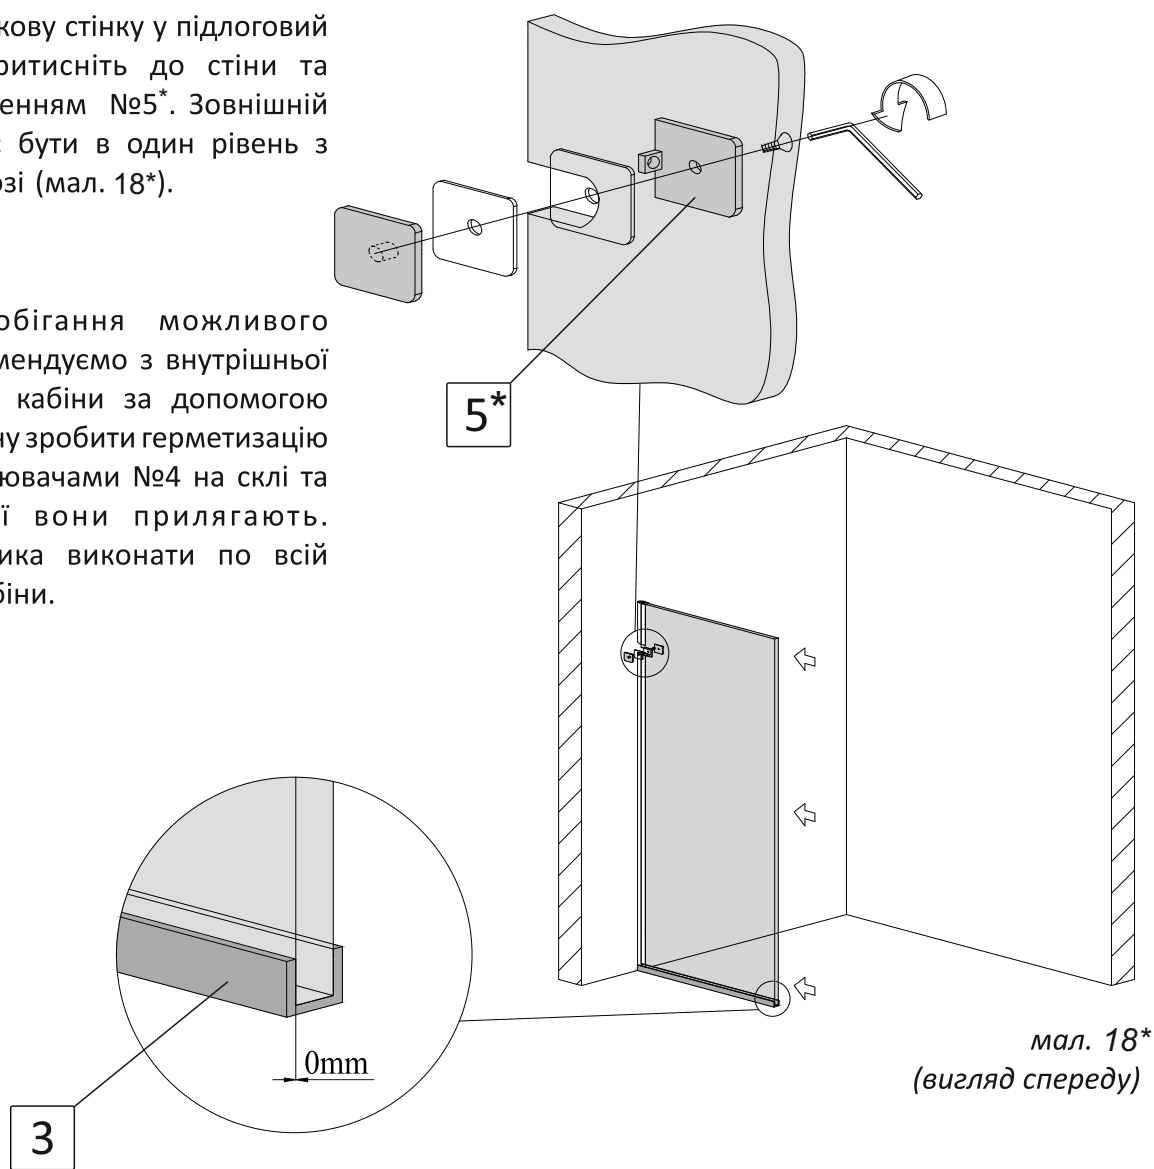 кову стінку у підлоговий
ритисніть до стіни та
енням №5*. Зовнішній
є бути в один рівень з
озі (мал. 18*).
обігання можливого
мендуємо з внутрішньої
кабіни за допомогою
ну зробити герметизацію
ювачами №4 на склі та
ї вони прилягають.
ика виконати по всій
біни.
5*
0mm
3
мал. 18*
(вигляд спереду)